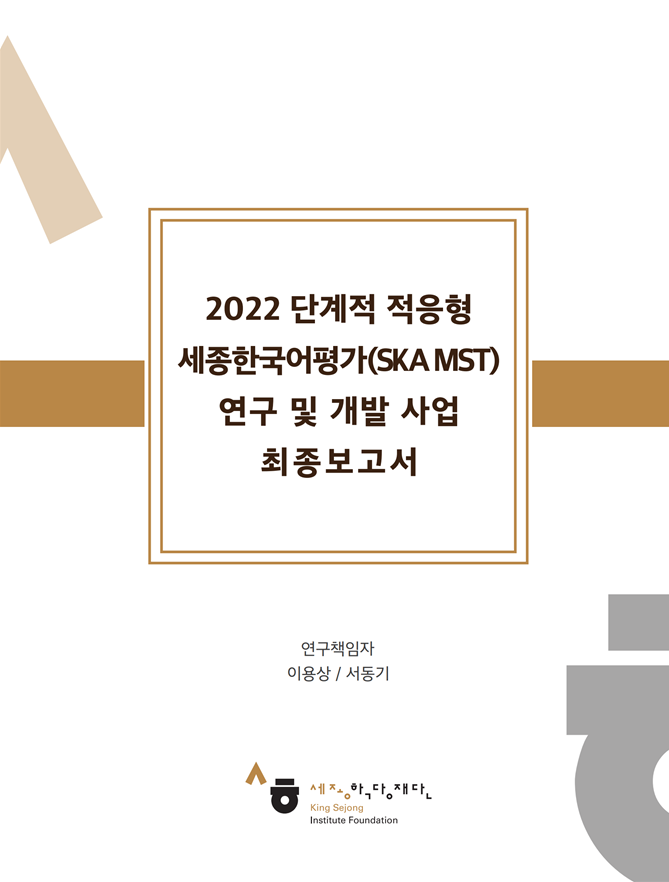 2022 단계적 적응형
세종한국어평가(SKA MST)
연구 및 개발 사업
최종보고서
연구책임자
이용상 / 서동기
세종학당재단
King Sejong
Institute Foundation